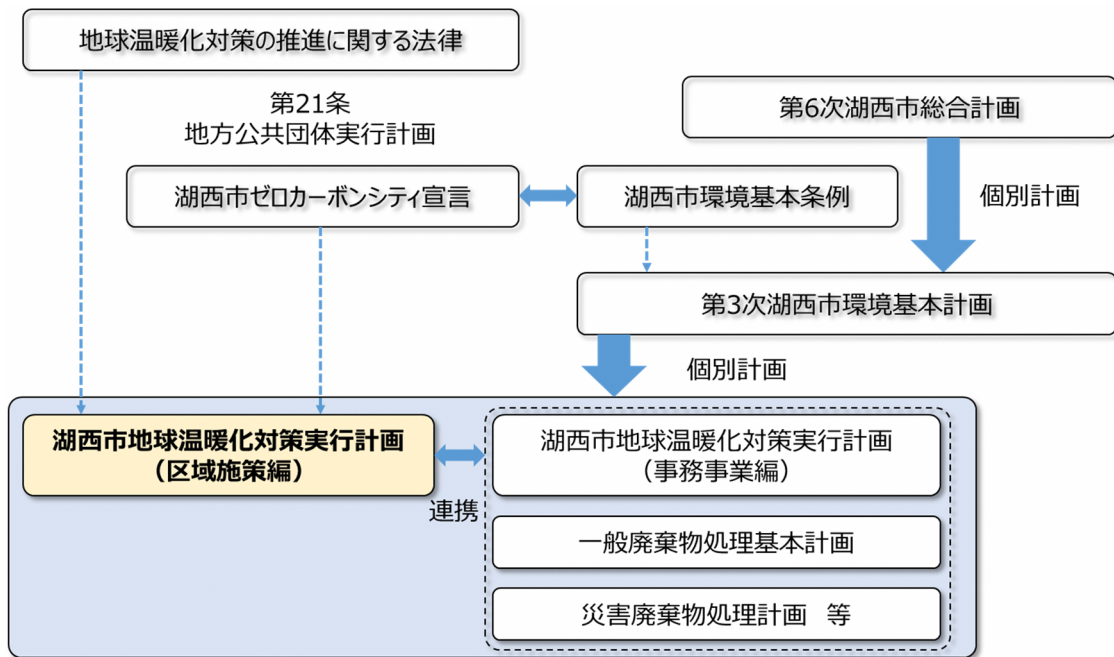 地球温暖化対策の推進に関する法律
第21条
地方公共団体実行計画
第6次湖西市総合計画
湖西市ゼロカーボンシティ宣言
湖西市環境基本条例
個別計画
第3次湖西市環境基本計画
個別計画
湖西市地球温暖化対策実行計画
（区域施策編）
連携
湖西市地球温暖化対策実行計画
（事務事業編）
一般廃棄物処理基本計画
災害廃棄物処理計画　等